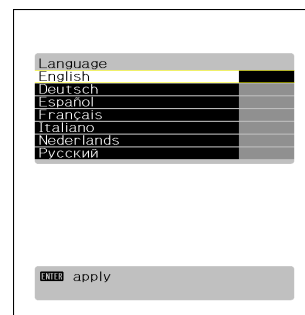 Language
English
Deutsch
Español
Français
Italiano
Nederlands
Русский
ENTER apply